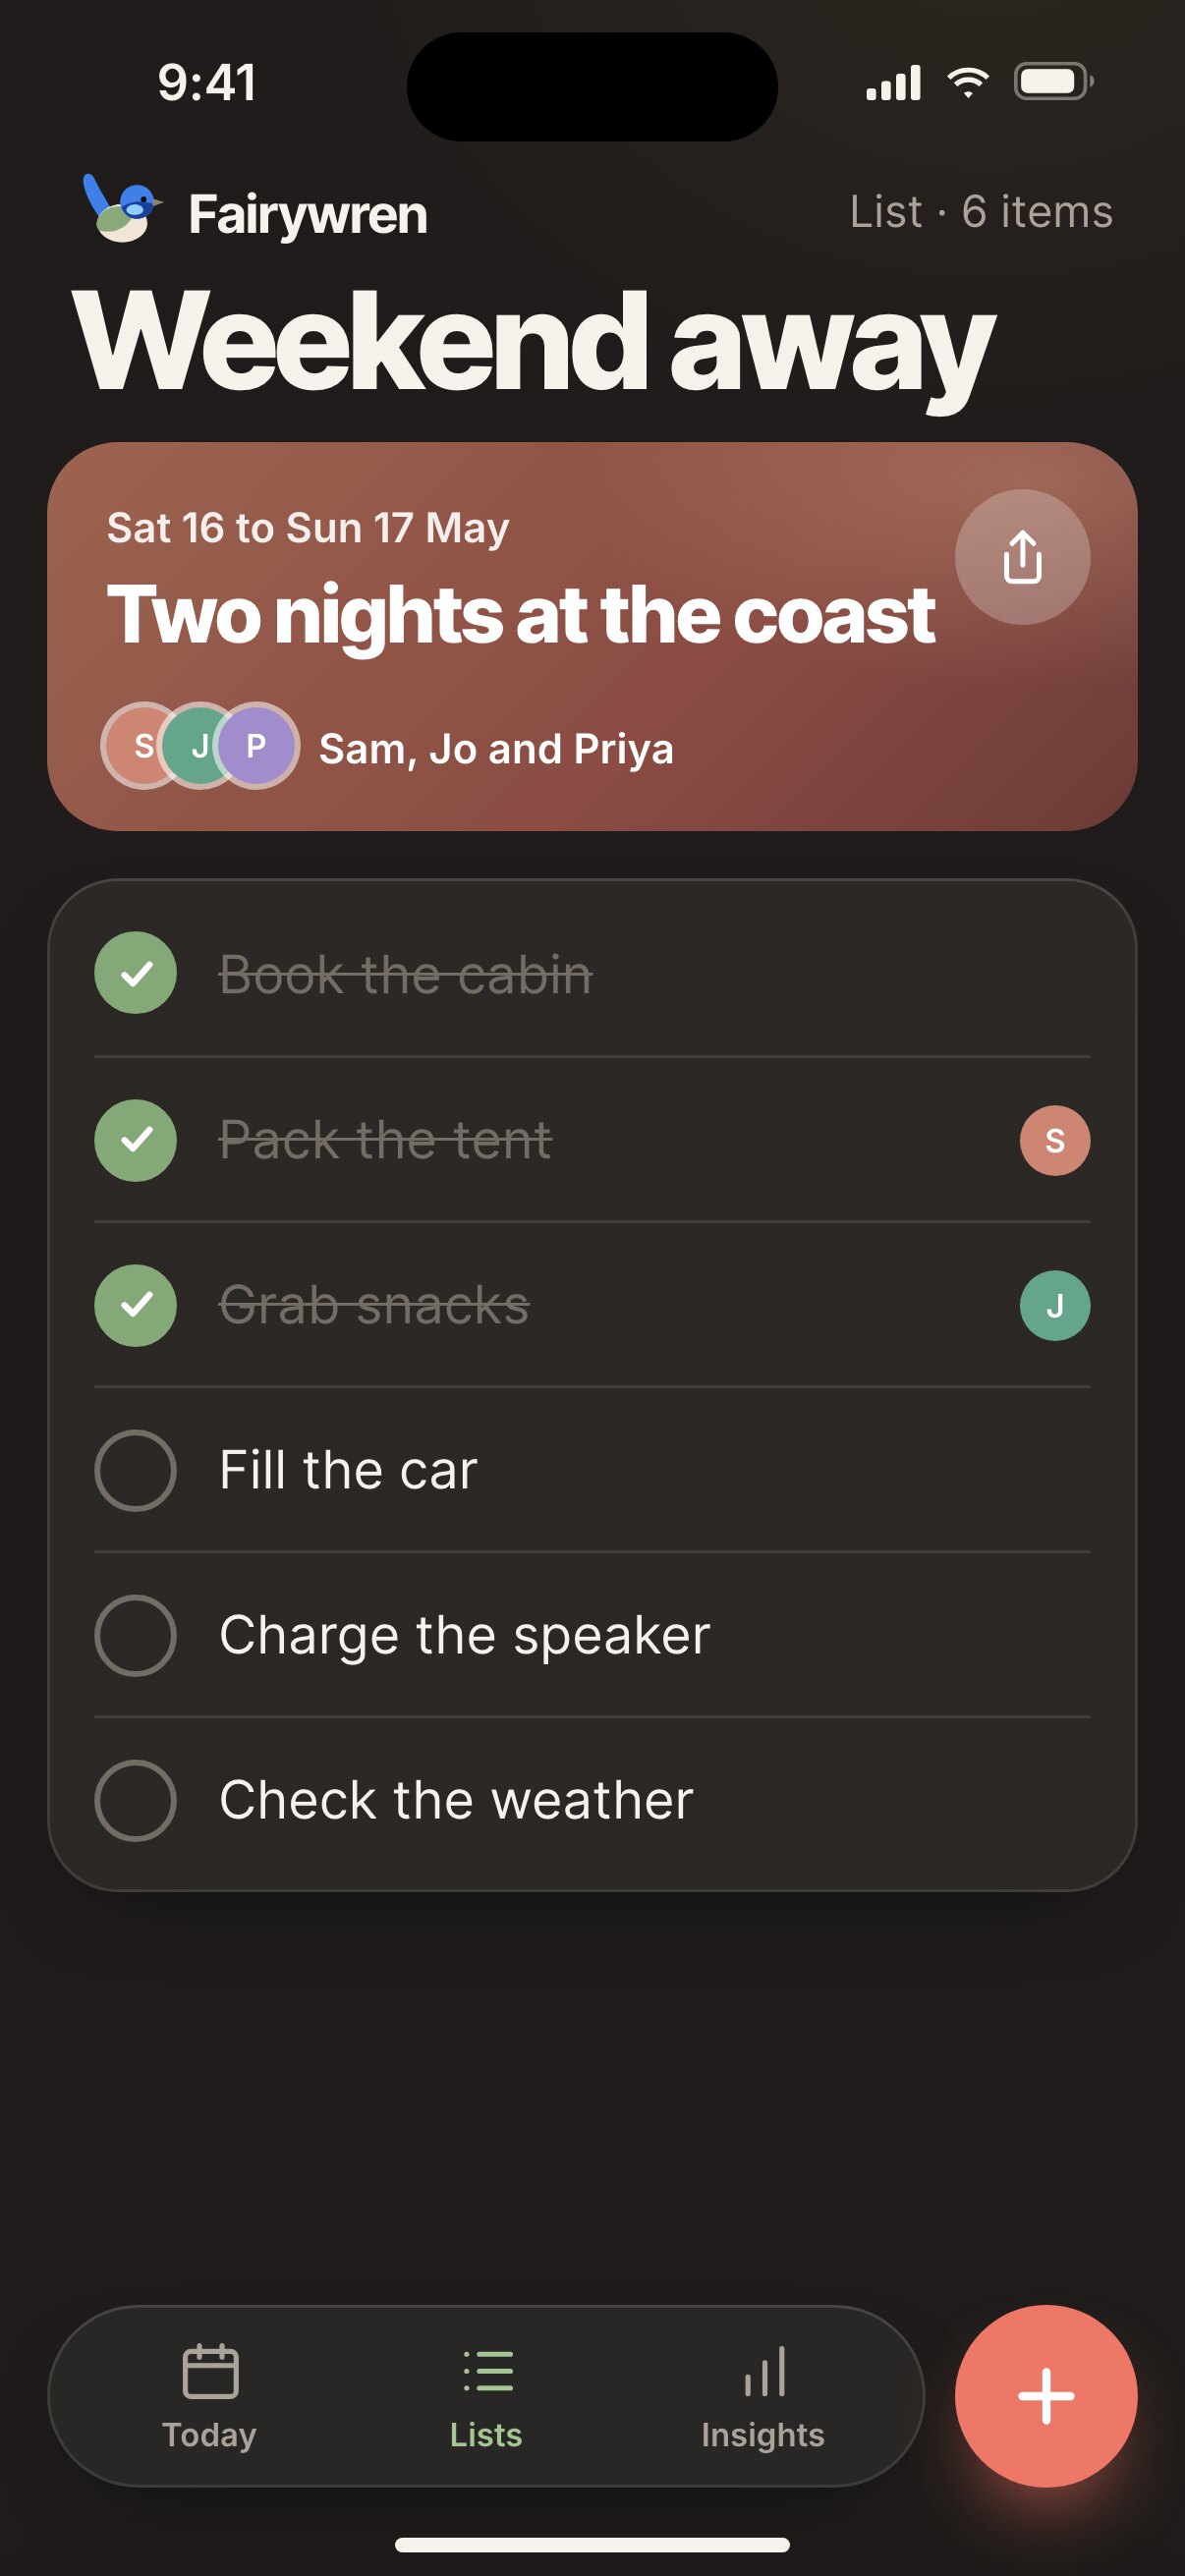 9:41
Fairywren
List · 6 items
Weekend away
Sat 16 to Sun 17 May
Two nights at the coast
S J P Sam, Jo and Priya
Book the cabin
Pack the tent S
Grab snacks J
Fill the car
Charge the speaker
Check the weather
Today Lists Insights